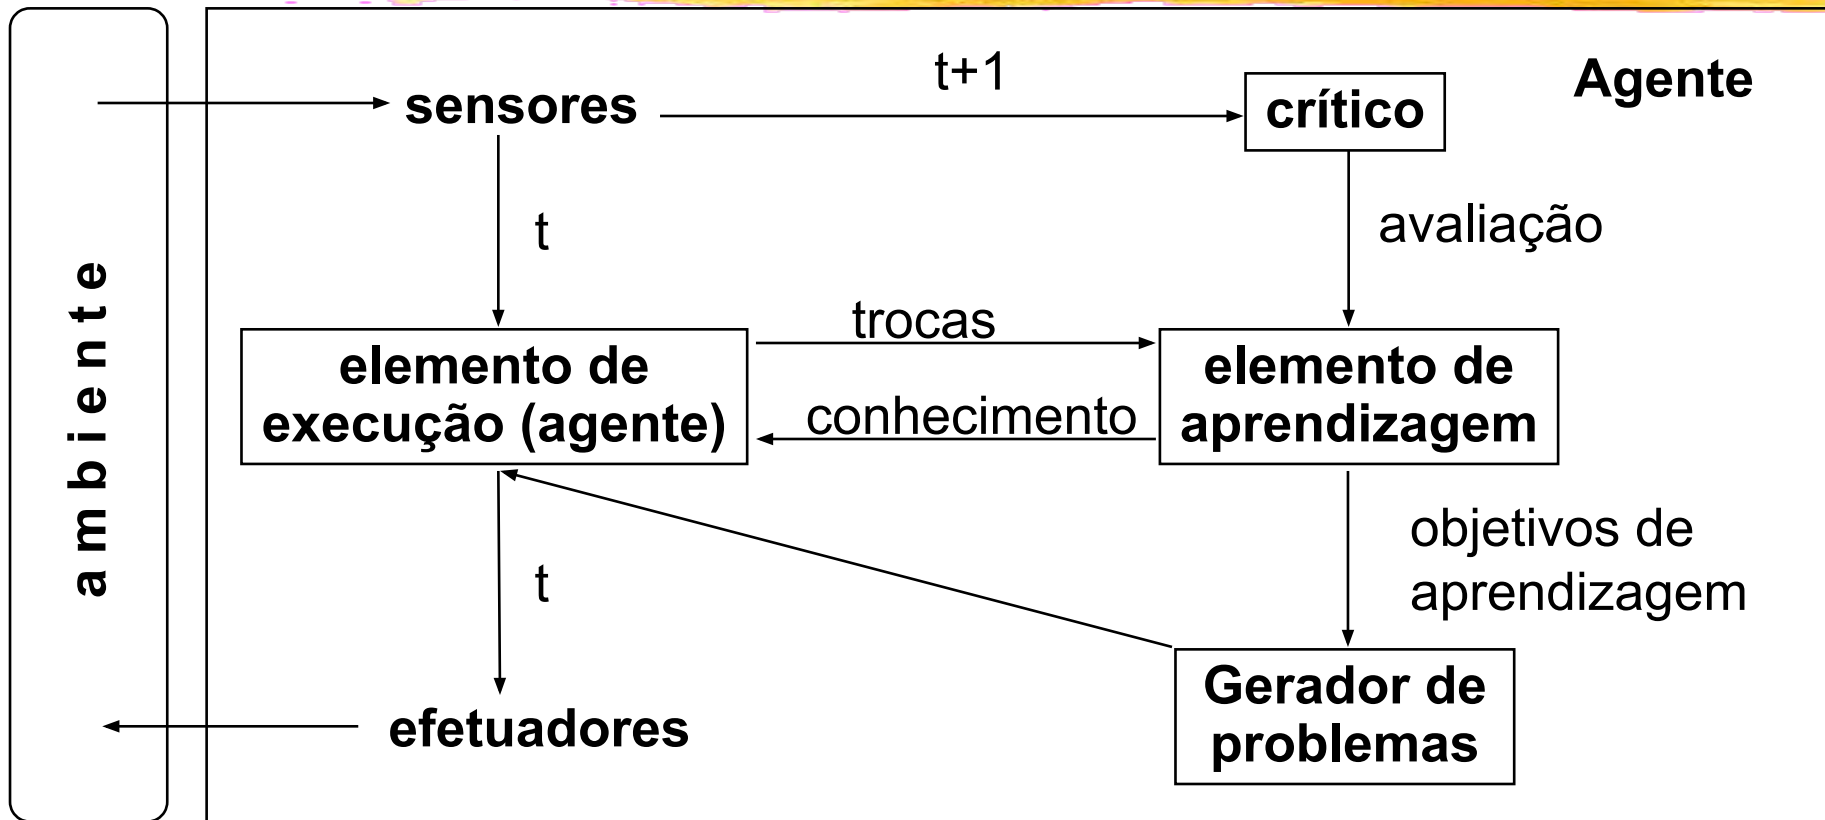 t+1
Agente
sensores
crítico
t
avaliação
ambiente
trocas
elemento de
execução (agente)
conhecimento
elemento de
aprendizagem
objetivos de
aprendizagem
t
Gerador de
problemas
efetuadores